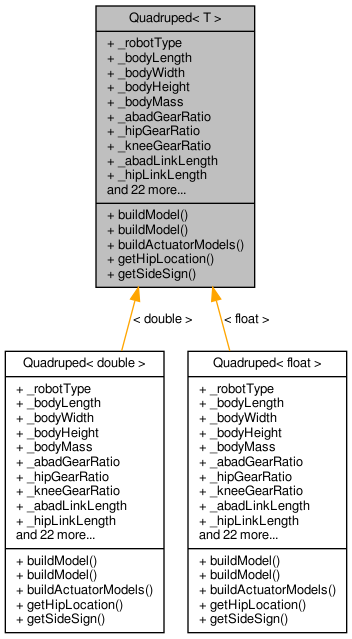 Quadruped< T >
+ _robotType
+ _bodyLength
+ _bodyWidth
+ _bodyHeight
+ _bodyMass
+ _abadGearRatio
+ _hipGearRatio
+ _kneeGearRatio
+ _abadLinkLength
+ _hipLinkLength
and 22 more...
+ buildModel()
+ buildModel()
+ buildActuatorModels()
+ getHipLocation()
+ getSideSign()
< double >
< float >
Quadruped< double >
+ _robotType
+ _bodyLength
+ _bodyWidth
+ _bodyHeight
+ _bodyMass
+ _abadGearRatio
+ _hipGearRatio
+ _kneeGearRatio
+ _abadLinkLength
+ _hipLinkLength
and 22 more...
+ buildModel()
+ buildModel()
+ buildActuatorModels()
+ getHipLocation()
+ getSideSign()
Quadruped< float >
+ _robotType
+ _bodyLength
+ _bodyWidth
+ _bodyHeight
+ _bodyMass
+ _abadGearRatio
+ _hipGearRatio
+ _kneeGearRatio
+ _abadLinkLength
+ _hipLinkLength
and 22 more...
+ buildModel()
+ buildModel()
+ buildActuatorModels()
+ getHipLocation()
+ getSideSign()